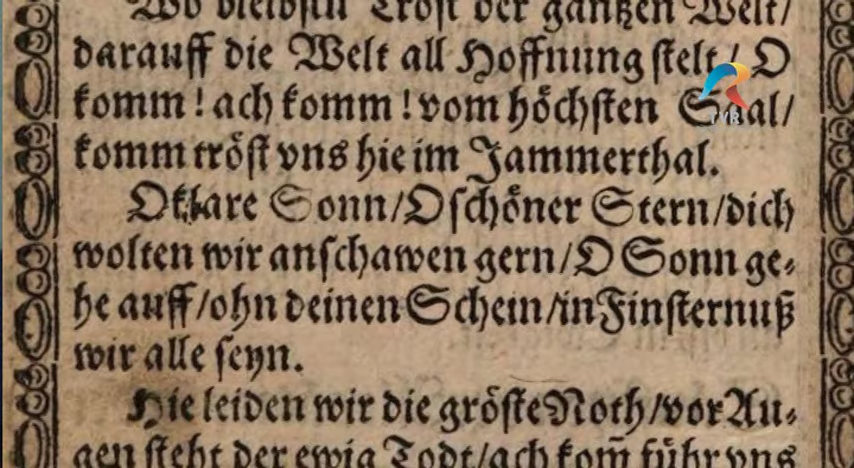 Wo bleibstu Trost der gantzen Welt/
darauff die Welt all Hoffnung stelt/ O
komm! ach komm! vom höchsten Saal/
komm tröst vns hie im Jammerthal.
O klare Sonn/O schöner Stern/dich
wolten wir anschawen gern/O Sonn ge⸗
he auff/ohn deinen Schein/in Finsternuß
wir alle seyn.
Hie leiden wir die gröste Noth/vor Au⸗
gen steht der ewig Todt/ach kom̃ führ vns
TVR